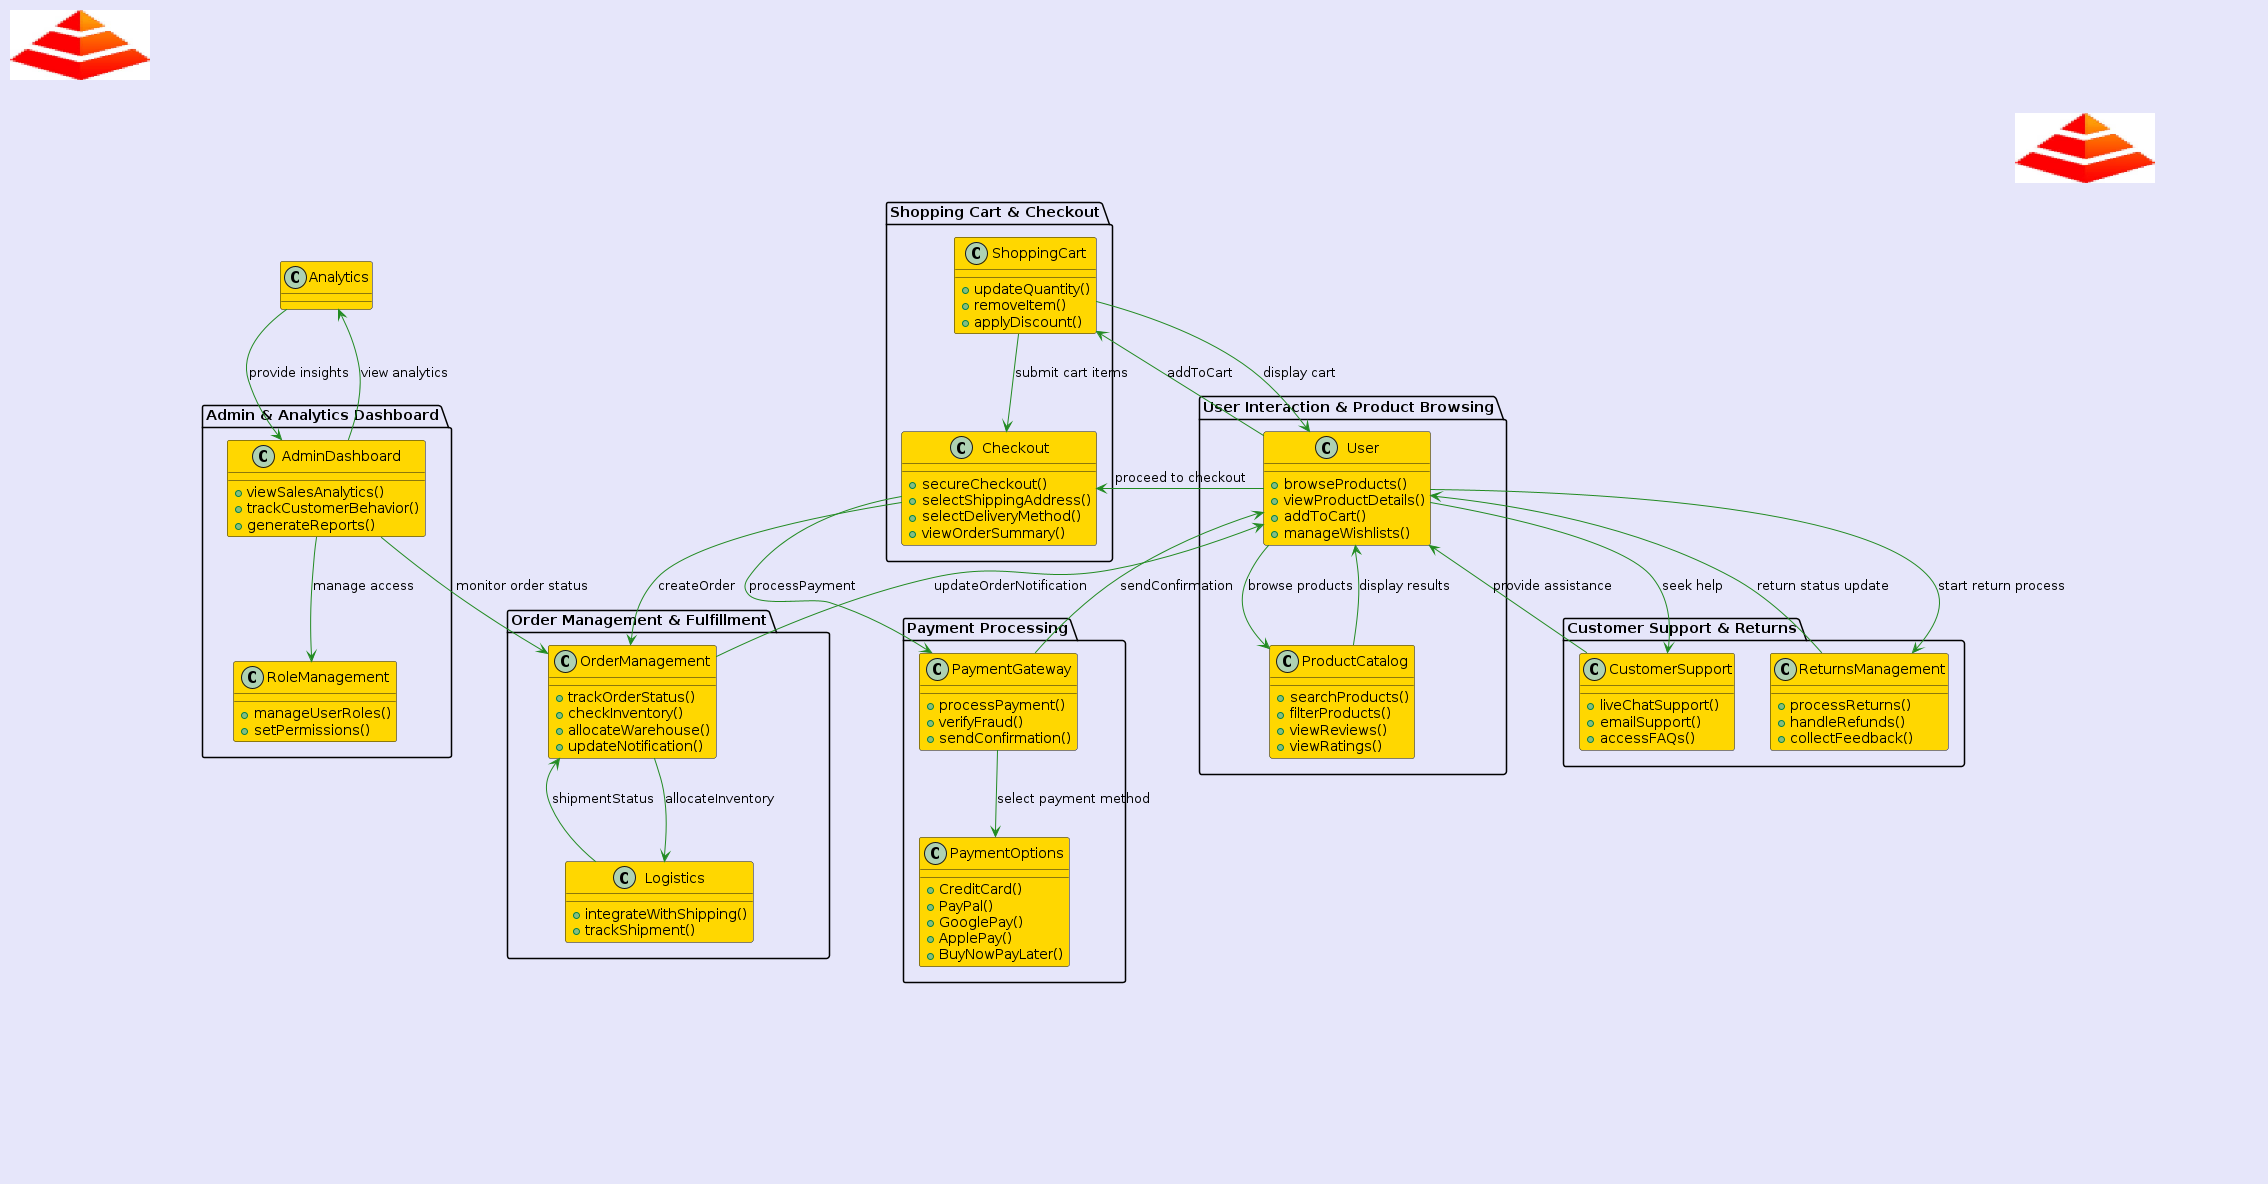 Shopping Cart & Checkout
C ShoppingCart
updateQuantity()
removeItem()
applyDiscount()
C Analytics
provide insights
view analytics
submit cart items
addToCart
display cart
Admin & Analytics Dashboard
C AdminDashboard
viewSalesAnalytics()
trackCustomerBehavior()
generateReports()
C Checkout
secureCheckout()
selectShippingAddress()
selectDeliveryMethod()
viewOrderSummary()
proceed to checkout
User Interaction & Product Browsing
C User
browseProducts()
viewProductDetails()
addToCart()
manageWishlists()
manage access
monitor order status
createOrder
processPayment
updateOrderNotification
sendConfirmation
browse products
display results
provide assistance
seek help
return status update
start return process
C RoleManagement
manageUserRoles()
setPermissions()
Order Management & Fulfillment
C OrderManagement
trackOrderStatus()
checkInventory()
allocateWarehouse()
updateNotification()
shipmentStatus
allocateInventory
C Logistics
integrateWithShipping()
trackShipment()
Payment Processing
C PaymentGateway
processPayment()
verifyFraud()
sendConfirmation()
select payment method
C PaymentOptions
CreditCard()
PayPal()
GooglePay()
ApplePay()
BuyNowPayLater()
C ProductCatalog
searchProducts()
filterProducts()
viewReviews()
viewRatings()
Customer Support & Returns
C CustomerSupport
liveChatSupport()
emailSupport()
accessFAQs()
C ReturnsManagement
processReturns()
handleRefunds()
collectFeedback()